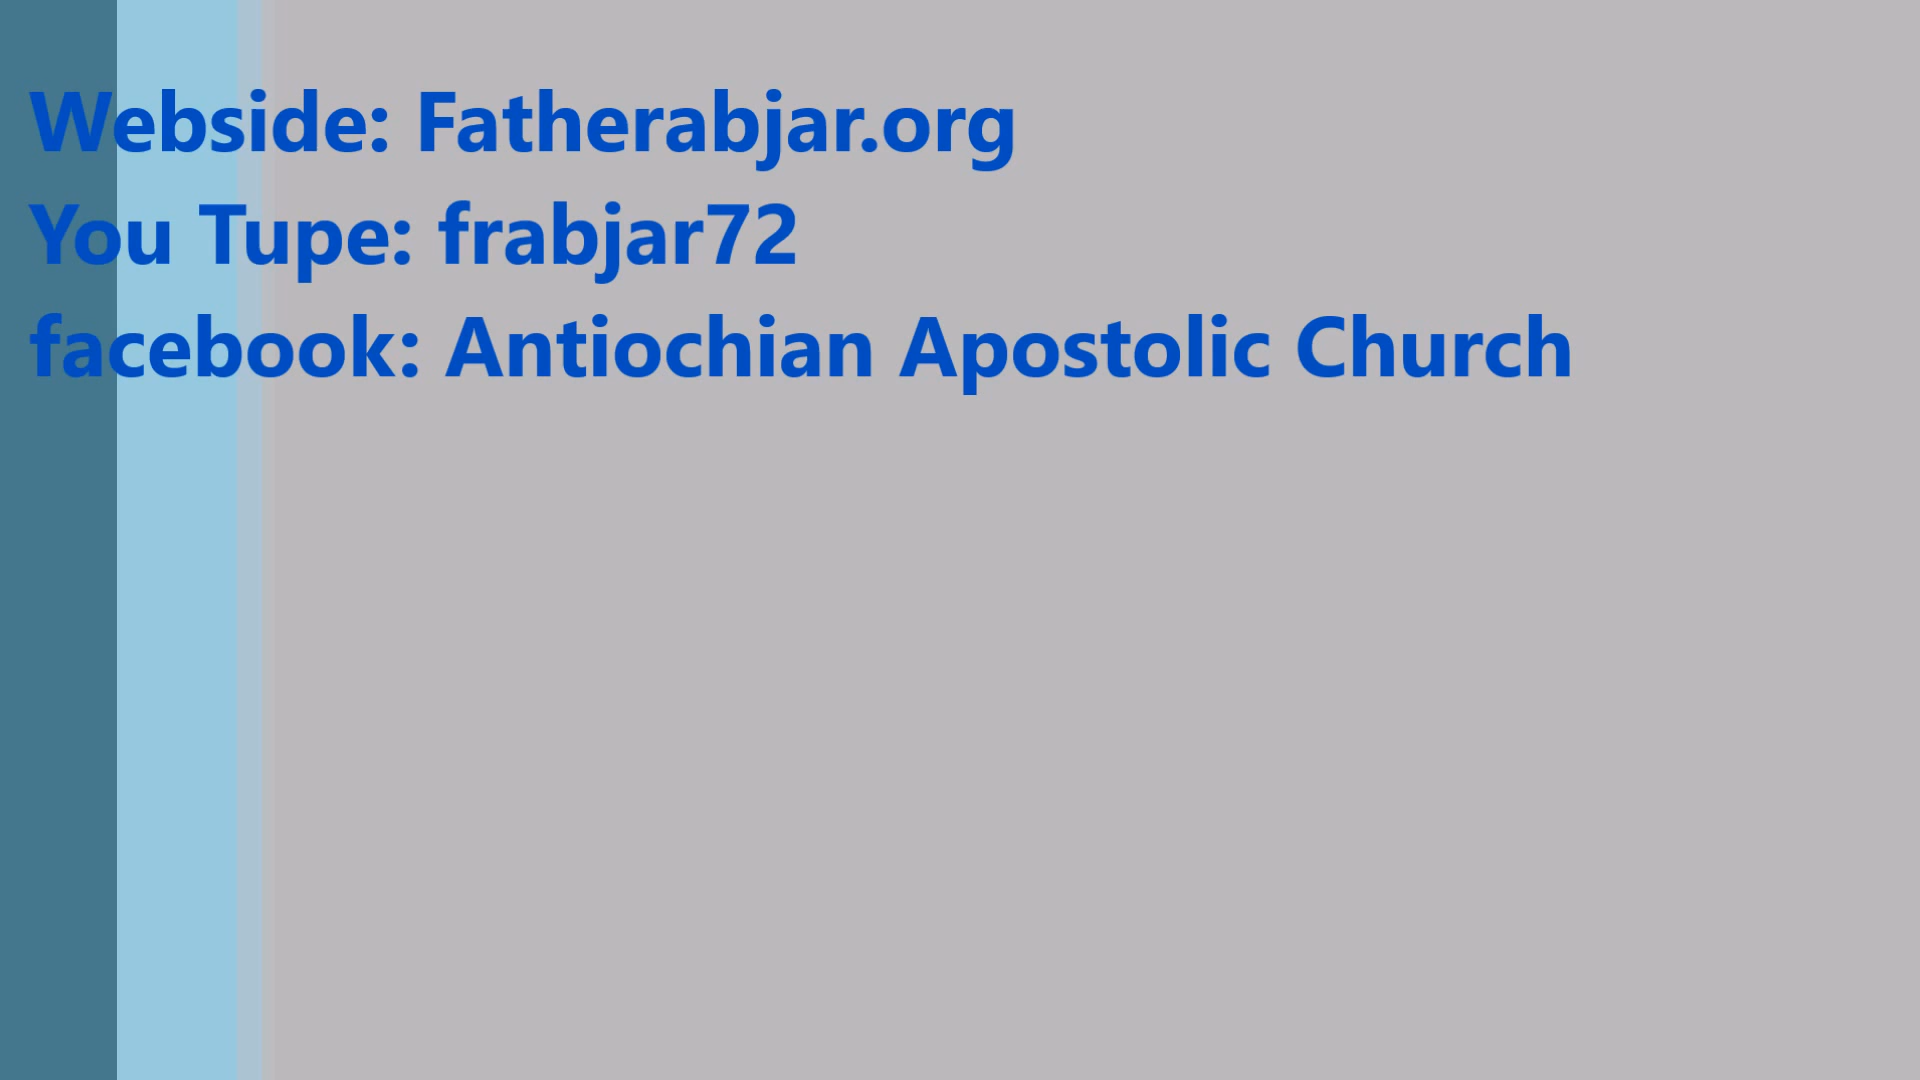 Webside: Fatherabjar.org
You Tupe: frabjar72
facebook: Antiochian Apostolic Church